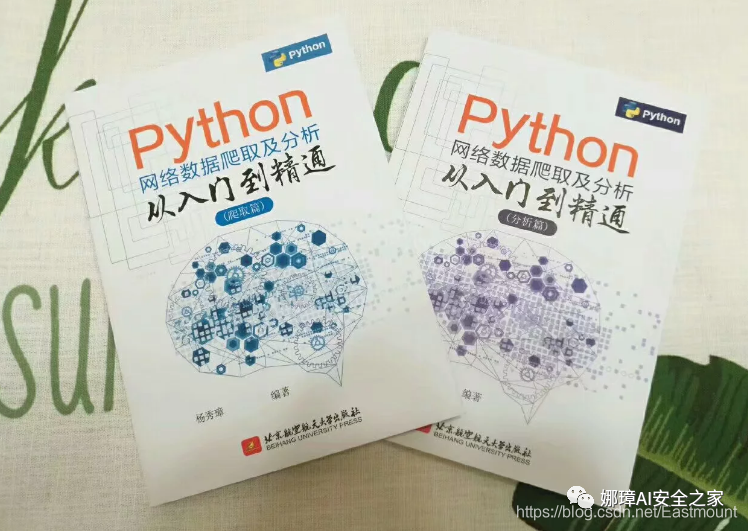 Python
Python
网络数据爬取及分析
从入门到精通
(爬取篇)
杨秀璋 编著
北京航空航天大学出版社
BEIHANG UNIVERSITY PRESS
Python
Python
网络数据爬取及分析
从入门到精通
(分析篇)
编著
北京航空航天大学出版社
BEIHANG UNIVERSITY PRESS
sun
娜璋AI安全之家
https://blog.csdn.net/Eastmount